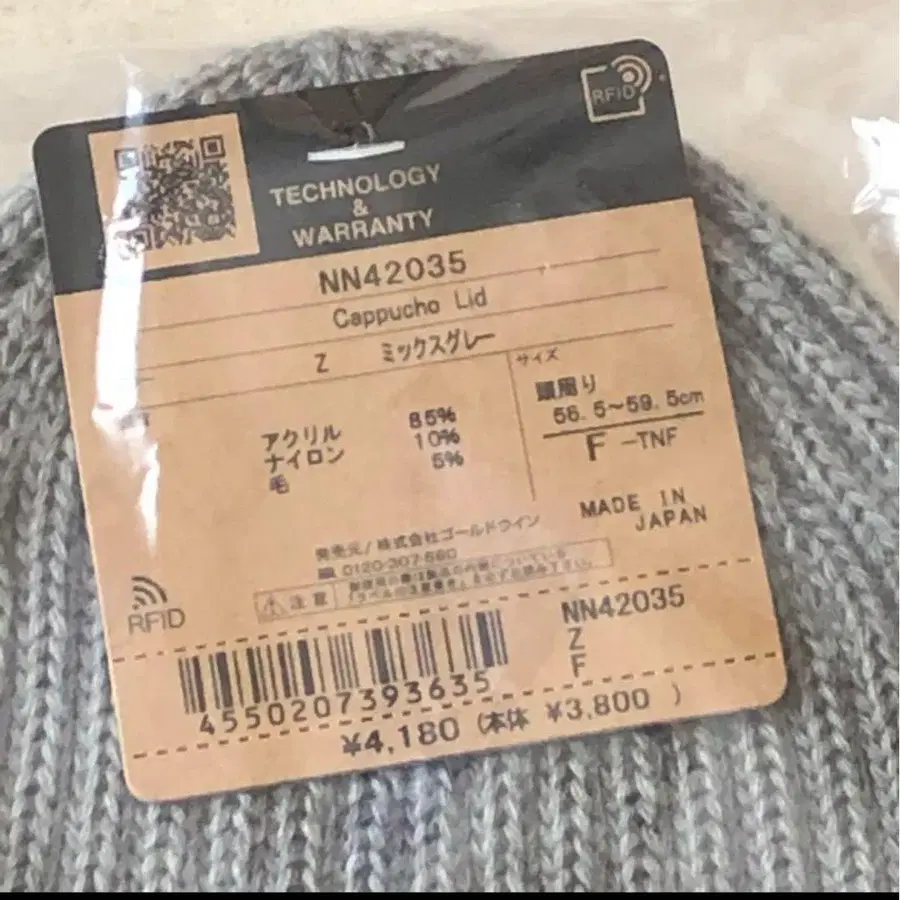 RFID
TECHNOLOGY
&
WARRANTY
NN42035
Cappucho Lid
Z ミックスグレー
サイズ
頭周り
56.5~59.5cm
F -TNF
アクリル 85%
ナイロン 10%
毛 5%
MADE IN
JAPAN
発売元/株式会社ゴールドウイン
0120-307-560
注意
RFID
NN42035
Z
F
4550207393635
¥4,180 (本体 ¥3,800 )